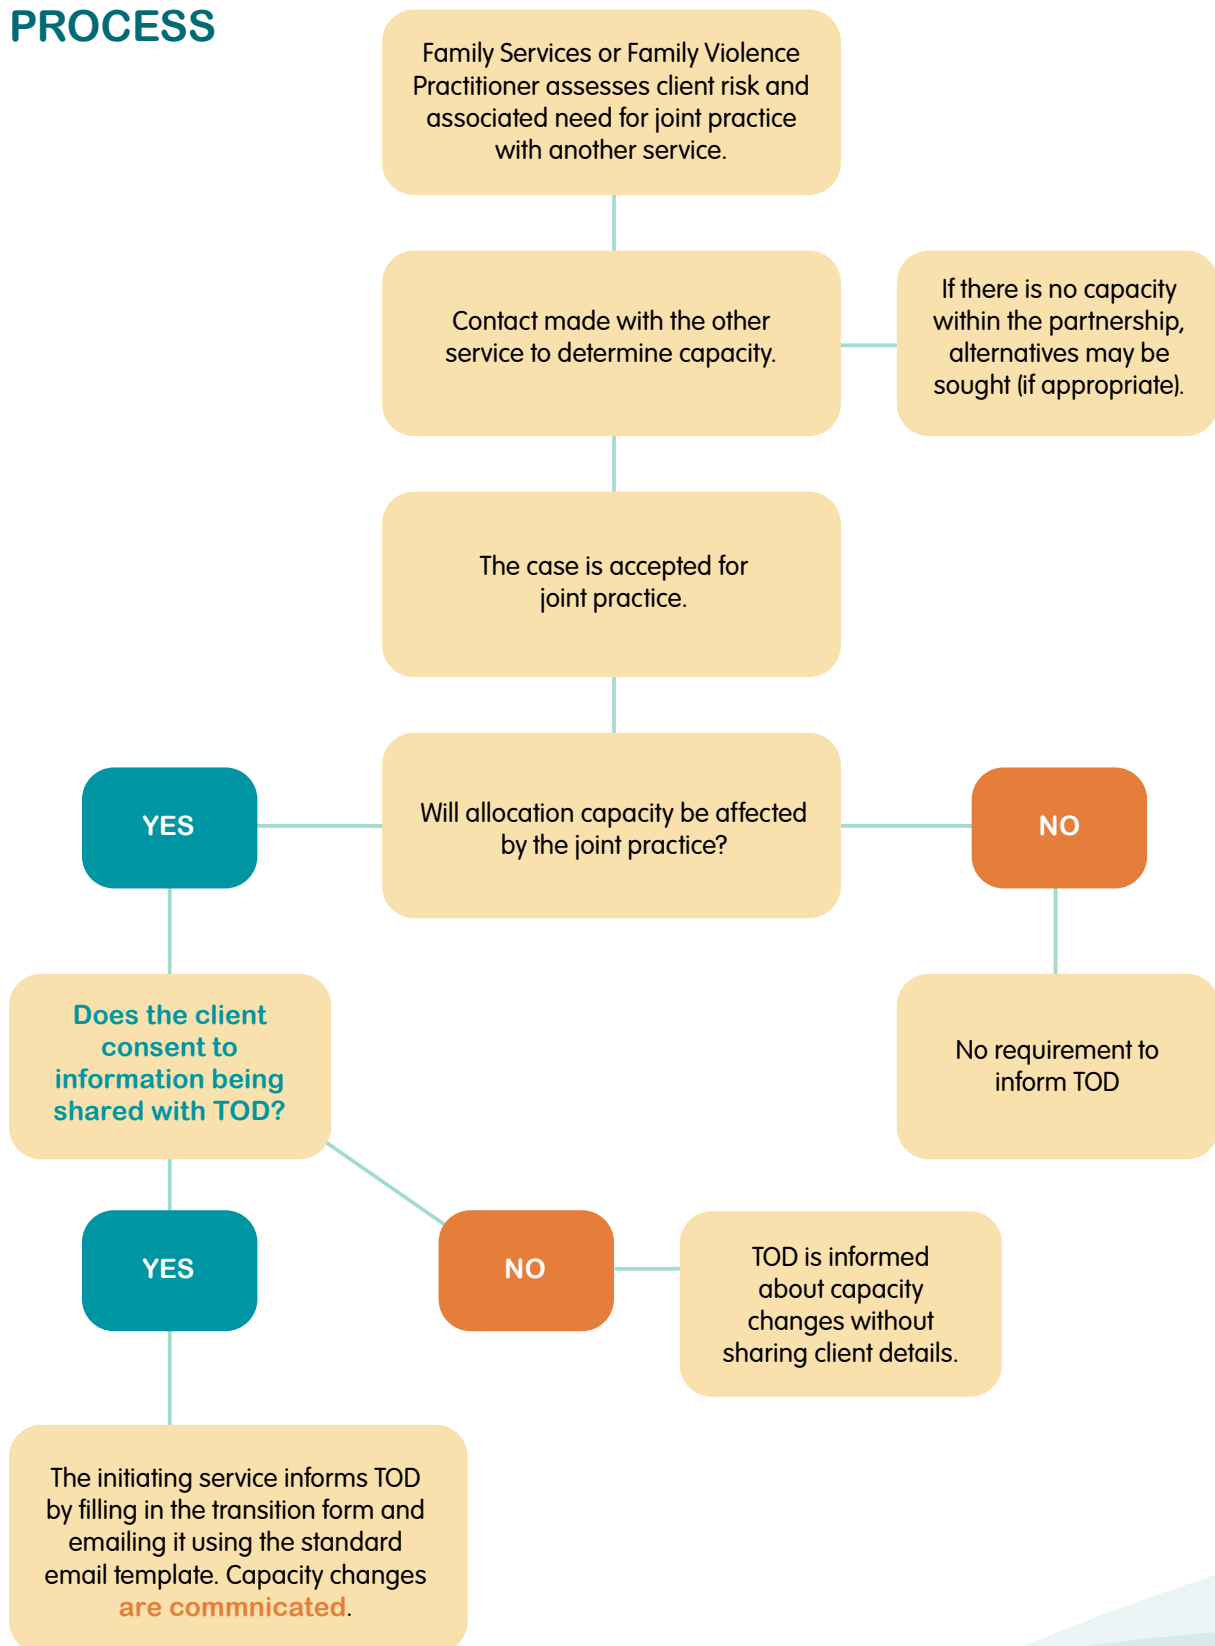 PROCESS
Family Services or Family Violence
Practitioner assesses client risk and
associated need for joint practice
with another service.
Contact made with the other
service to determine capacity.
If there is no capacity
within the partnership,
alternatives may be
sought (if appropriate).
The case is accepted for
joint practice.
YES
Will allocation capacity be affected
by the joint practice?
NO
Does the client
consent to
information being
shared with TOD?
No requirement to
inform TOD
YES
NO
TOD is informed
about capacity
changes without
sharing client details.
The initiating service informs TOD
by filling in the transition form and
emailing it using the standard
email template. Capacity changes
are commnicated.